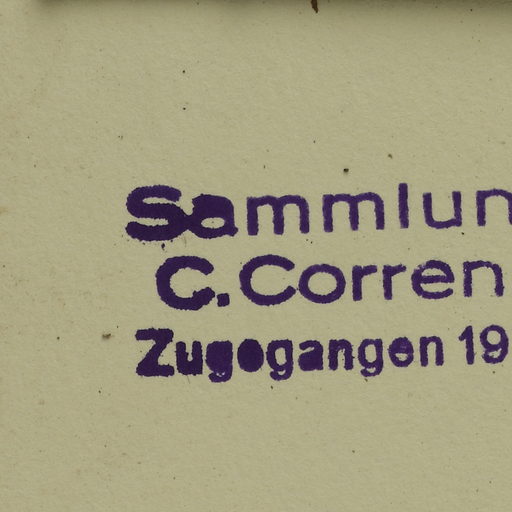 Sammlun
C. Corren
Zugegangen 19